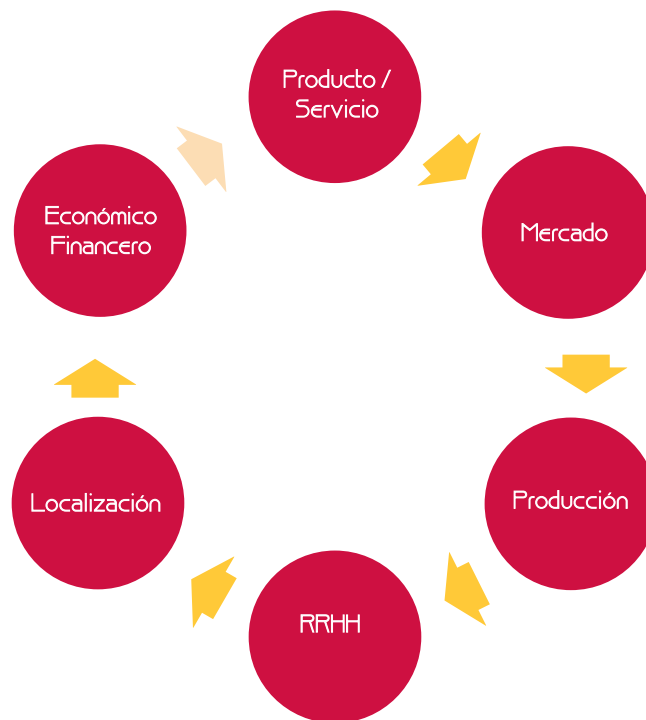 Producto /
Servicio
Mercado
Producción
RRHH
Localización
Económico
Financero